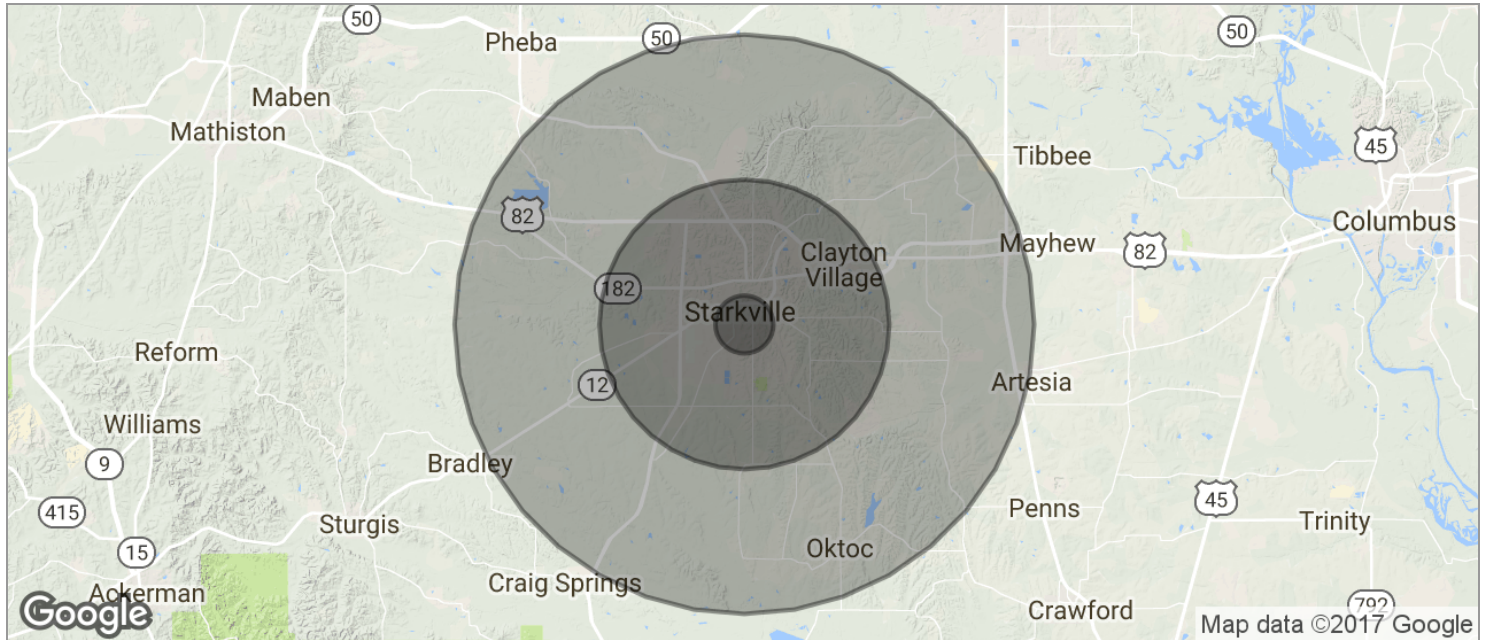 50
50
50
Pheba
Maben
Mathiston
45
Tibbee
82
Columbus
Mayhew
82
Clayton
Village
182
Starkville
Reform
12
Artesia
Williams
Bradley
9
45
415
Sturgis
Penns
Trinity
15
Oktoc
Craig Springs
Ackerman
Crawford
792
Google
Map data ©2017 Google